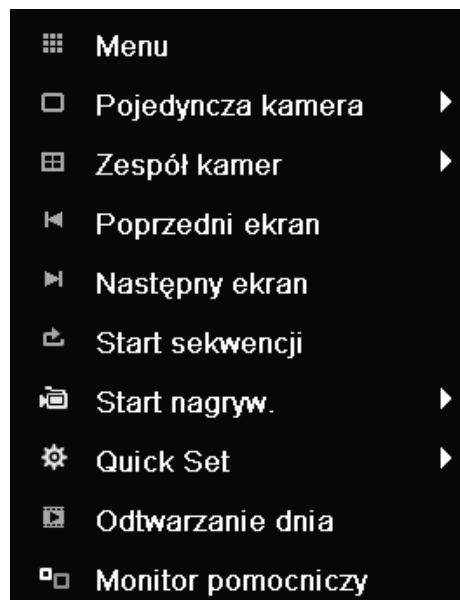 Menu
Pojedyncza kamera
Zespół kamer
Poprzedni ekran
Następny ekran
Start sekwencji
Start nagryw.
Quick Set
Odtwarzanie dnia
Monitor pomocniczy